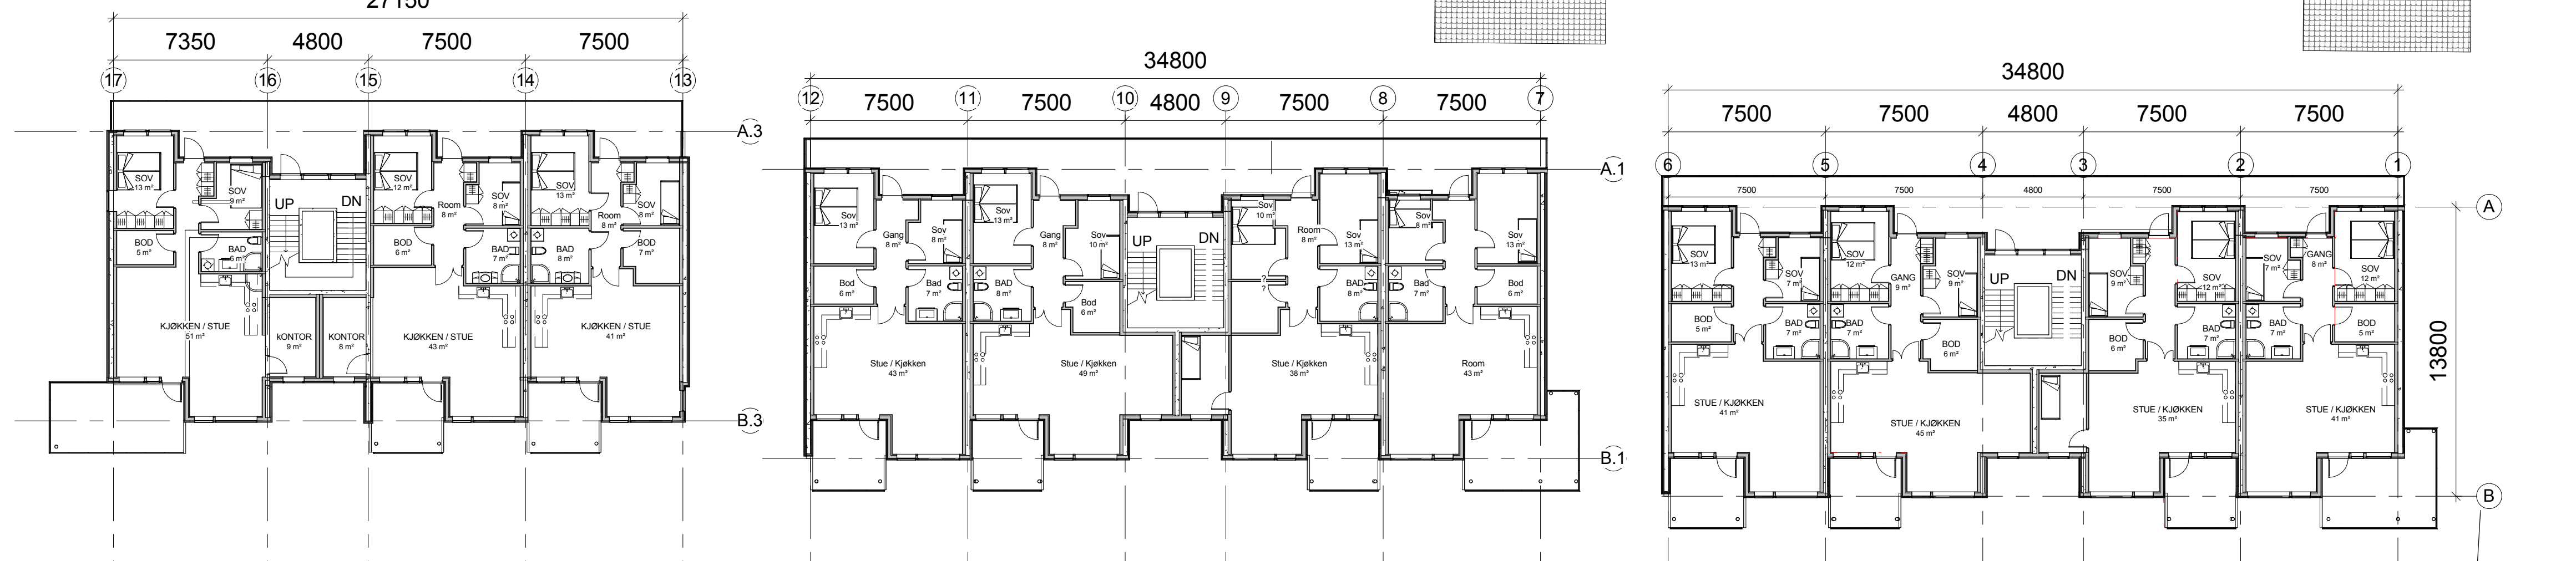 27150
7350 4800 7500 7500
17 16 15 14 13
A.3
SOV
13 m²
SOV
9 m²
UP DN
SOV
12 m²
Room
8 m²
SOV
8 m²
SOV
13 m²
Room
8 m²
SOV
8 m²
BOD
5 m²
BAD
BOD
6 m²
BAD
7 m²
BAD
8 m²
BOD
7 m²
KJØKKEN / STUE
51 m²
kONTOR
9 m²
KONTOR
8 m²
KJØKKEN / STUE
43 m²
KJØKKEN / STUE
41 m²
B.3
34800
7500 7500 4800 7500 7500
12 11 10 9 8 7
A.1
Sov
13 m²
Gang
8 m²
Sov
8 m²
Sov
13 m²
Gang
8 m²
Sov
10 m²
UP DN
Sov
10 m²
Room
8 m²
Sov
13 m²
Sov
8 m²
Sov
13 m²
Bod
6 m²
Bad
7 m²
BAD
8 m²
Bod
6 m²
?
?
BAD
8 m²
Bad
7 m²
Bod
6 m²
Stue / Kjøkken
43 m²
Stue / Kjøkken
49 m²
Stue / Kjøkken
38 m²
Room
43 m²
B.1
34800
7500 7500 4800 7500 7500
6 5 4 3 2 1
7500 7500 4800 7500 7500
A
SOV
13 m²
SOV
7 m²
SOV
12 m²
GANG
9 m²
SOV
9 m²
UP DN
SOV
9 m²
SOV
12 m²
SOV
7 m²
GANG
8 m²
SOV
12 m²
BOD
5 m²
BAD
7 m²
BAD
7 m²
BOD
6 m²
BOD
6 m²
BAD
7 m²
BAD
7 m²
BOD
5 m²
STUE / KJØKKEN
41 m²
STUE / KJØKKEN
45 m²
STUE / KJØKKEN
35 m²
STUE / KJØKKEN
41 m²
13800
B